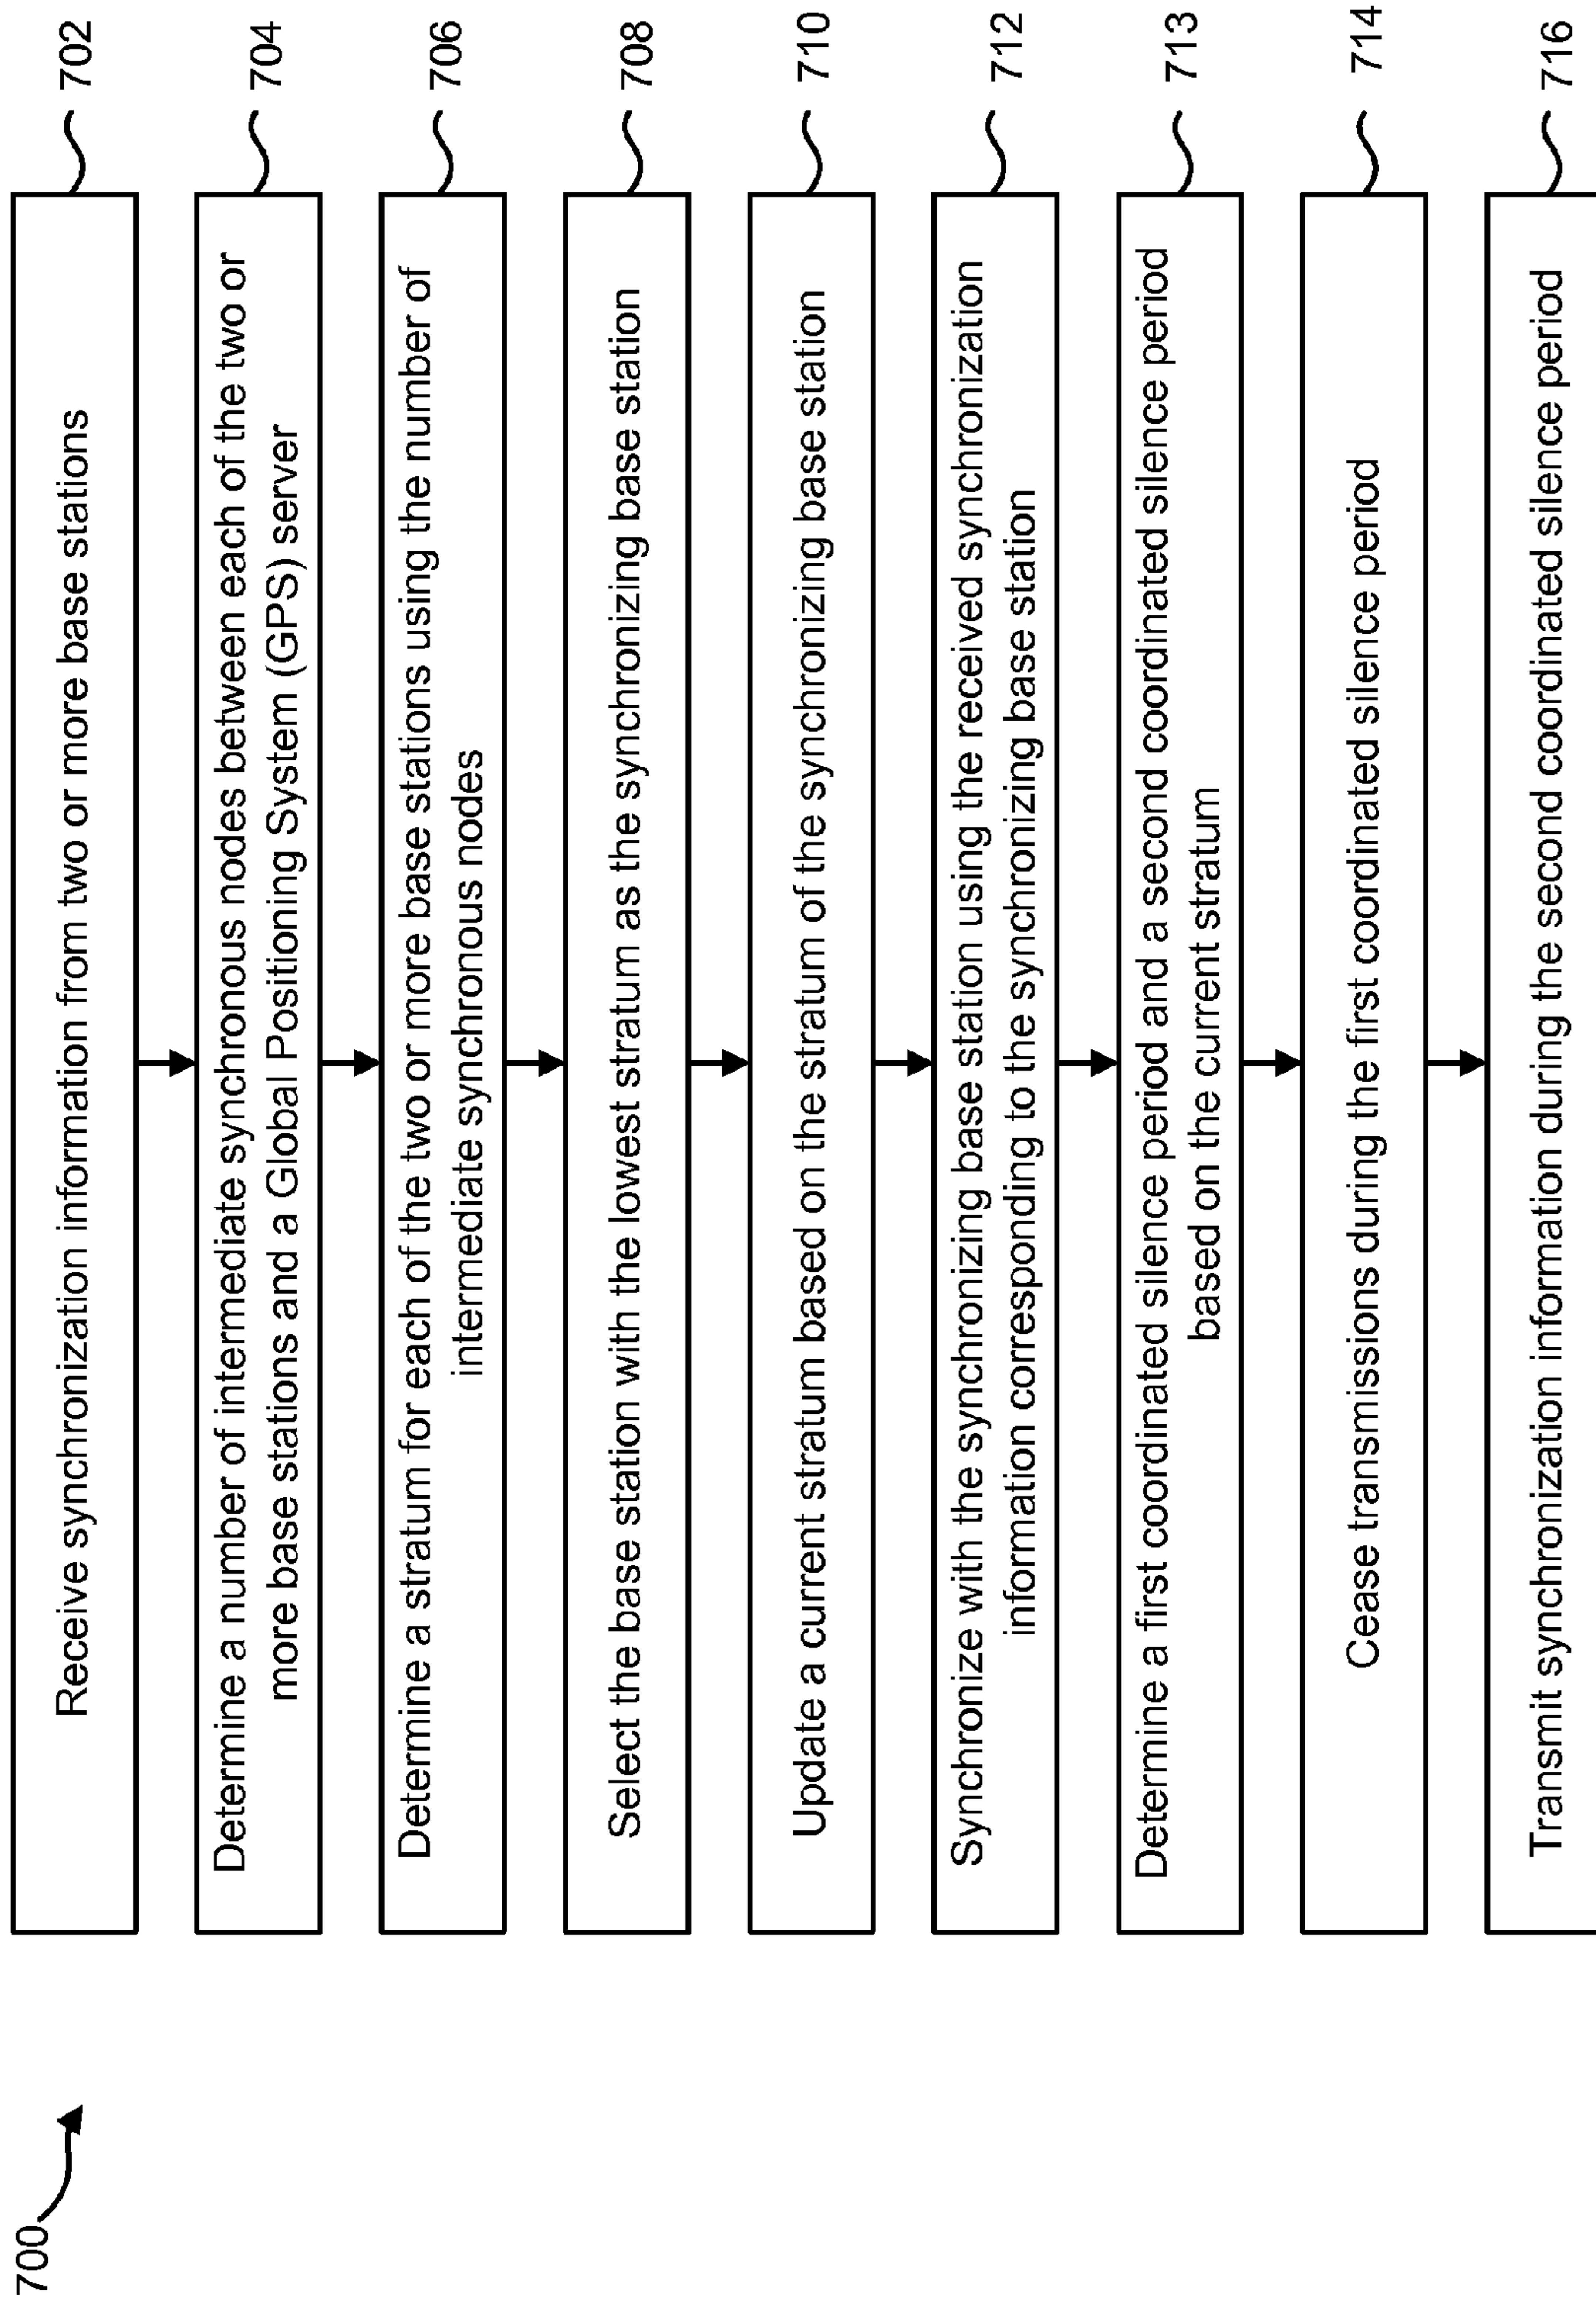 700
Receive synchronization information from two or more base stations
702
Determine a number of intermediate synchronous nodes between each of the two or
more base stations and a Global Positioning System (GPS) server
704
Determine a stratum for each of the two or more base stations using the number of
intermediate synchronous nodes
706
Select the base station with the lowest stratum as the synchronizing base station
708
Update a current stratum based on the stratum of the synchronizing base station
710
Synchronize with the synchronizing base station using the received synchronization
information corresponding to the synchronizing base station
712
Determine a first coordinated silence period and a second coordinated silence period
based on the current stratum
713
Cease transmissions during the first coordinated silence period
714
Transmit synchronization information during the second coordinated silence period
716